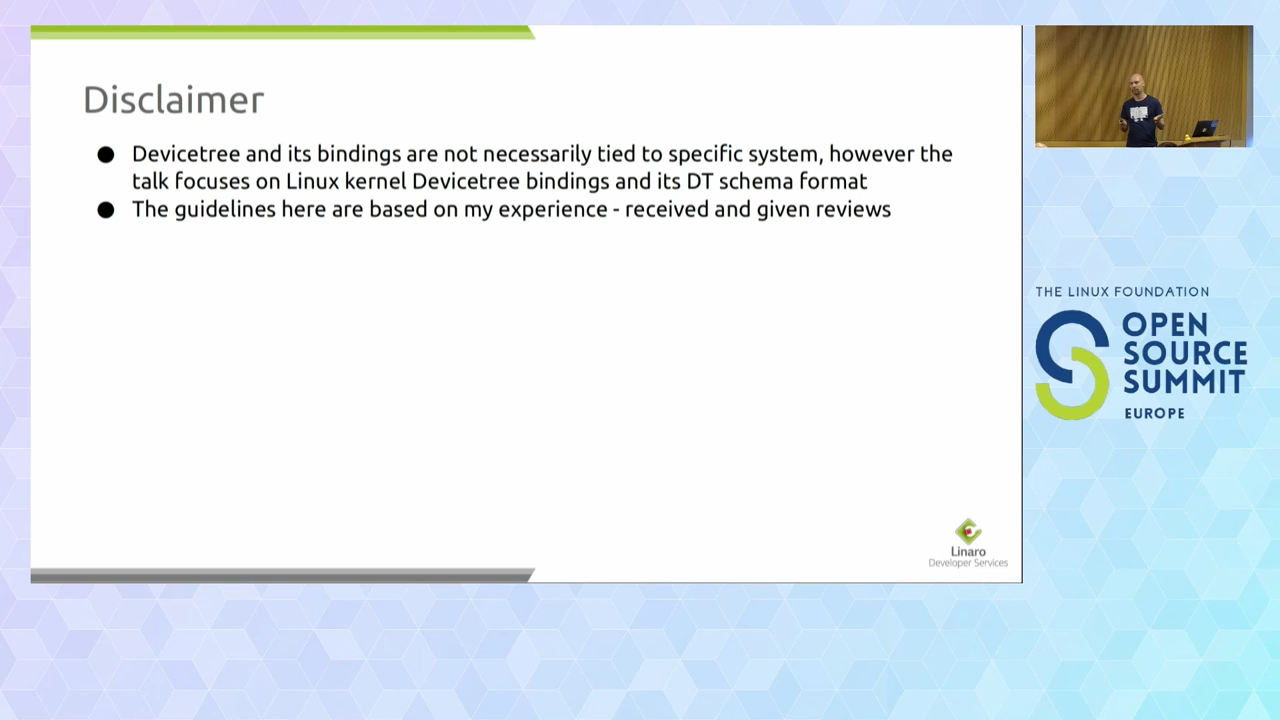 Disclaimer
● Devicetree and its bindings are not necessarily tied to specific system, however the
talk focuses on Linux kernel Devicetree bindings and its DT schema format
● The guidelines here are based on my experience - received and given reviews
Linaro
Developer Services
THE LINUX FOUNDATION
OPEN
SOURCE
SUMMIT
EUROPE